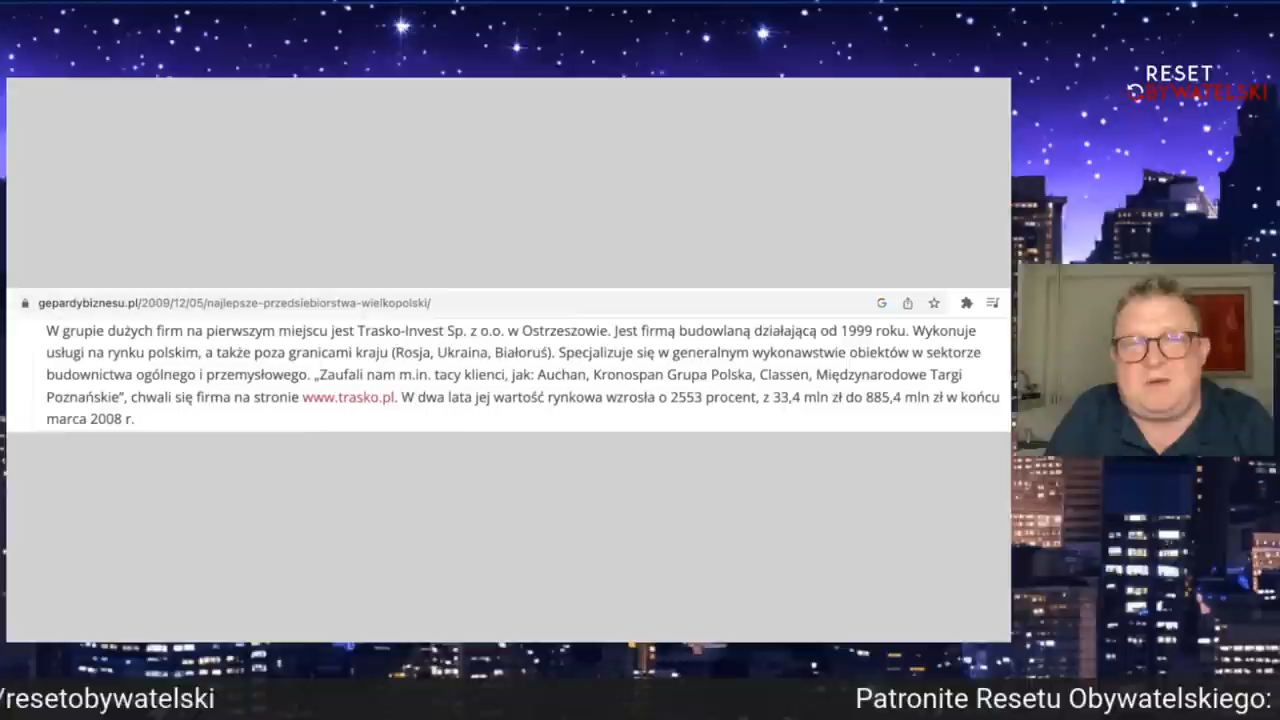 RESET
OBYWATELSKI
gepardybiznesu.pl/2009/12/05/najlepsze-przedsiebiorstwa-wielkopolski/
W grupie dużych firm na pierwszym miejscu jest Trasko-Invest Sp. z o.o. w Ostrzeszowie. Jest firmą budowlaną działającą od 1999 roku. Wykonuje
usługi na rynku polskim, a także poza granicami kraju (Rosja, Ukraina, Białoruś). Specjalizuje się w generalnym wykonawstwie obiektów w sektorze
budownictwa ogólnego i przemysłowego. „Zaufali nam m.in. tacy klienci, jak: Auchan, Kronospan Grupa Polska, Classen, Międzynarodowe Targi
Poznańskie”, chwali się firma na stronie www.trasko.pl. W dwa lata jej wartość rynkowa wzrosła o 2553 procent, z 33,4 mln zł do 885,4 mln zł w końcu
marca 2008 r.
/resetobywatelski Patronite Resetu Obywatelskiego: